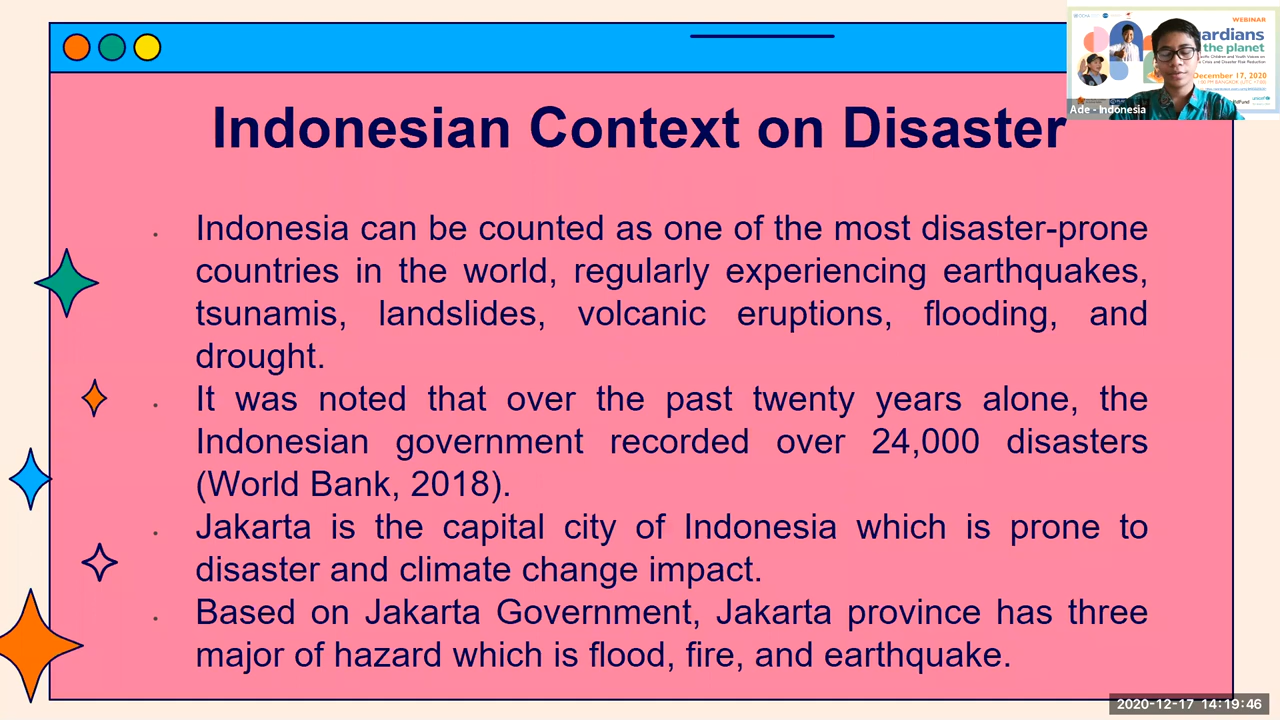 WEBINAR
ardians
the planet
December 17, 2020
Ade - Indonesia
Indonesian Context on Disaster
Indonesia can be counted as one of the most disaster-prone
countries in the world, regularly experiencing earthquakes,
tsunamis, landslides, volcanic eruptions, flooding, and
drought.
It was noted that over the past twenty years alone, the
Indonesian government recorded over 24,000 disasters
(World Bank, 2018).
Jakarta is the capital city of Indonesia which is prone to
disaster and climate change impact.
Based on Jakarta Government, Jakarta province has three
major of hazard which is flood, fire, and earthquake.
2020-12-17 14:19:46